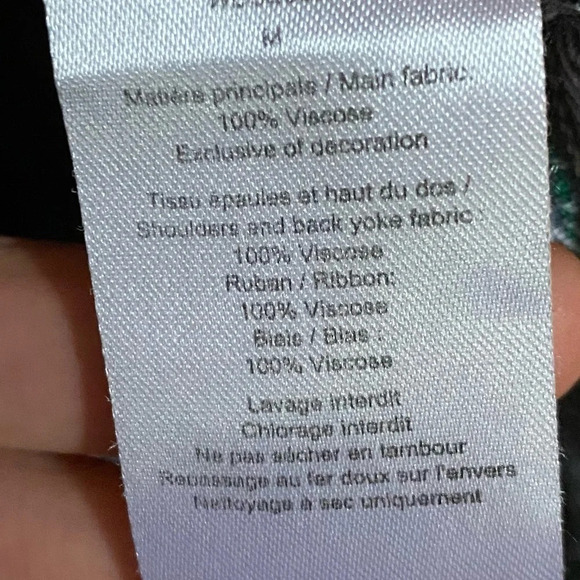 M
Matière principale / Main fabric:
100% Viscose
Exclusive of decoration
Tissu épaules et haut du dos /
Shoulders and back yoke fabric :
100% Viscose
Ruban / Ribbon:
100% Viscose
Biais / Bias :
100% Viscose
Lavage interdit
Chlorage interdit
Ne pas sécher en tambour
Repassage au fer doux sur l'envers
Nettoyage à sec uniquement